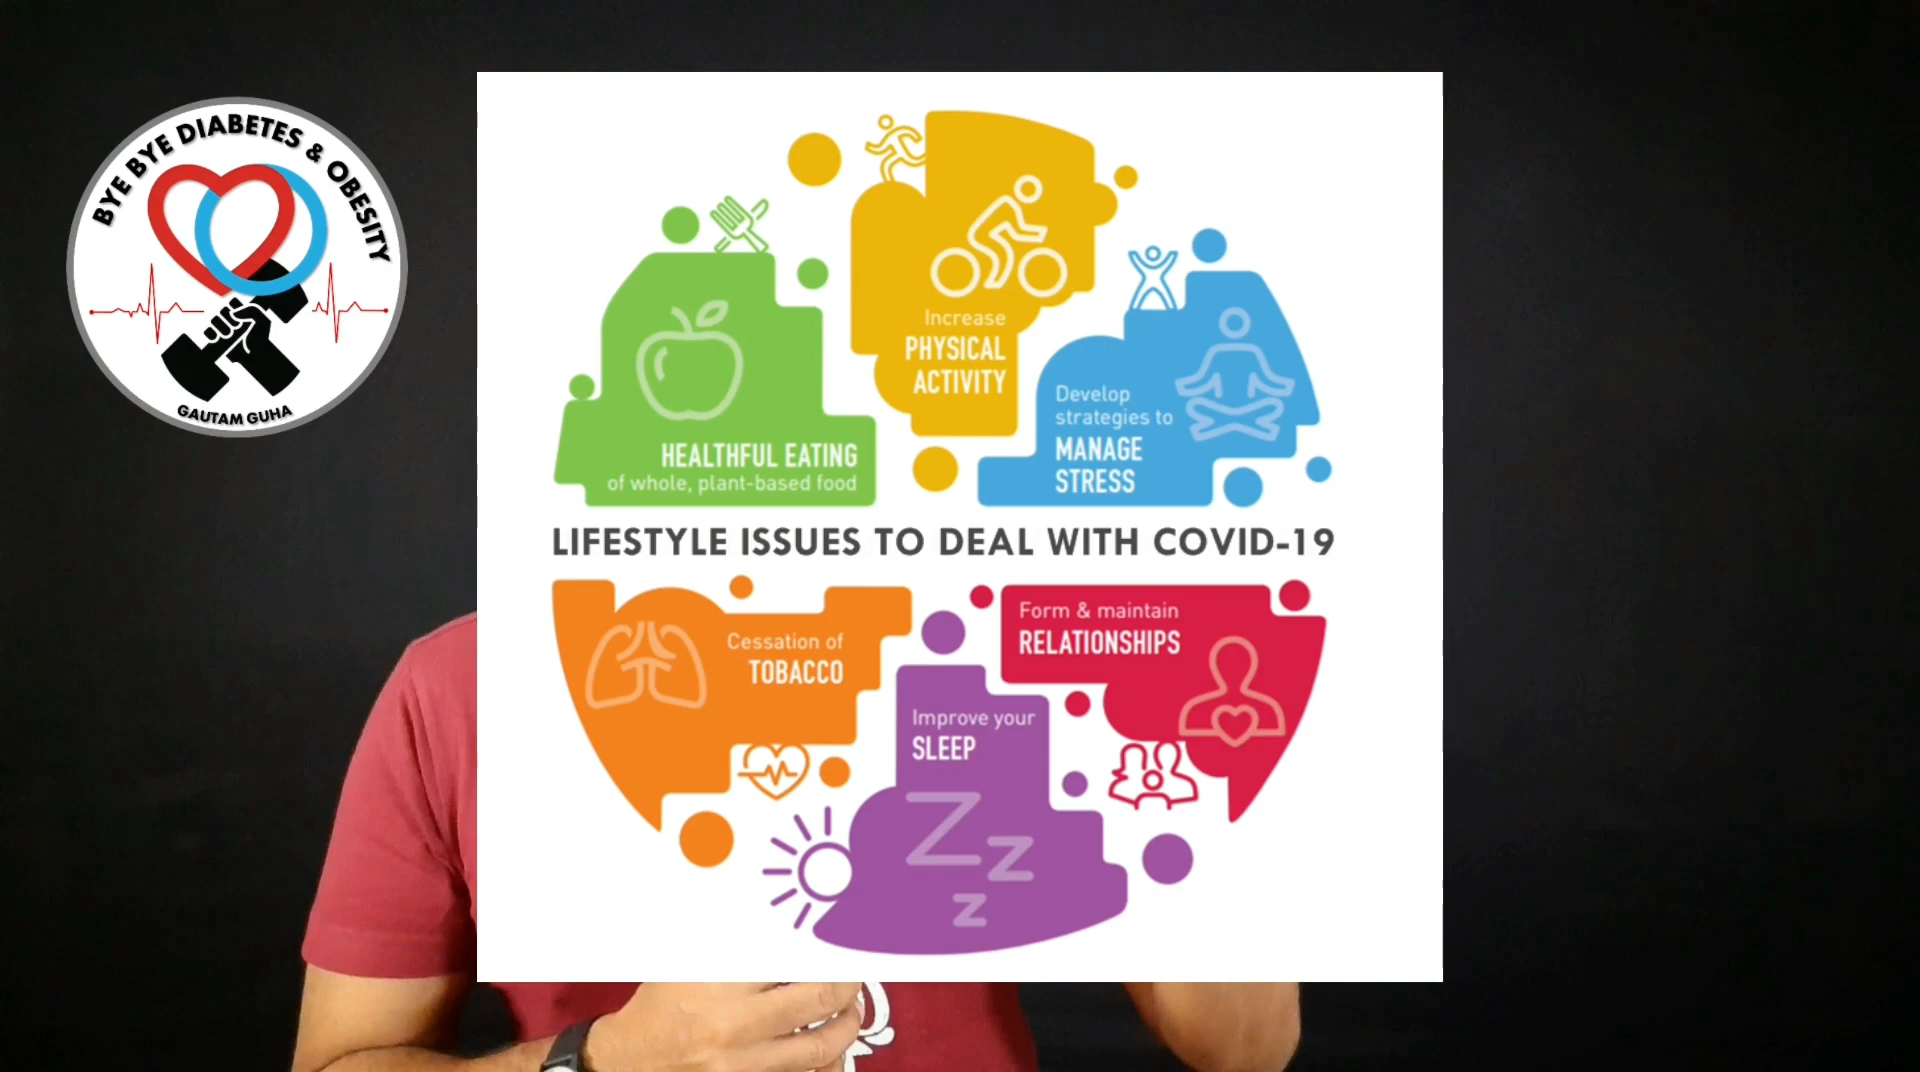 BYE BYE DIABETES & OBESITY
GAUTAM GUHA
Increase
PHYSICAL
ACTIVITY
HEALTHFUL EATING
of whole, plant-based food
Develop
strategies to
MANAGE
STRESS
LIFESTYLE ISSUES TO DEAL WITH COVID-19
Cessation of
TOBACCO
Form & maintain
RELATIONSHIPS
Improve your
SLEEP
Z
z
z